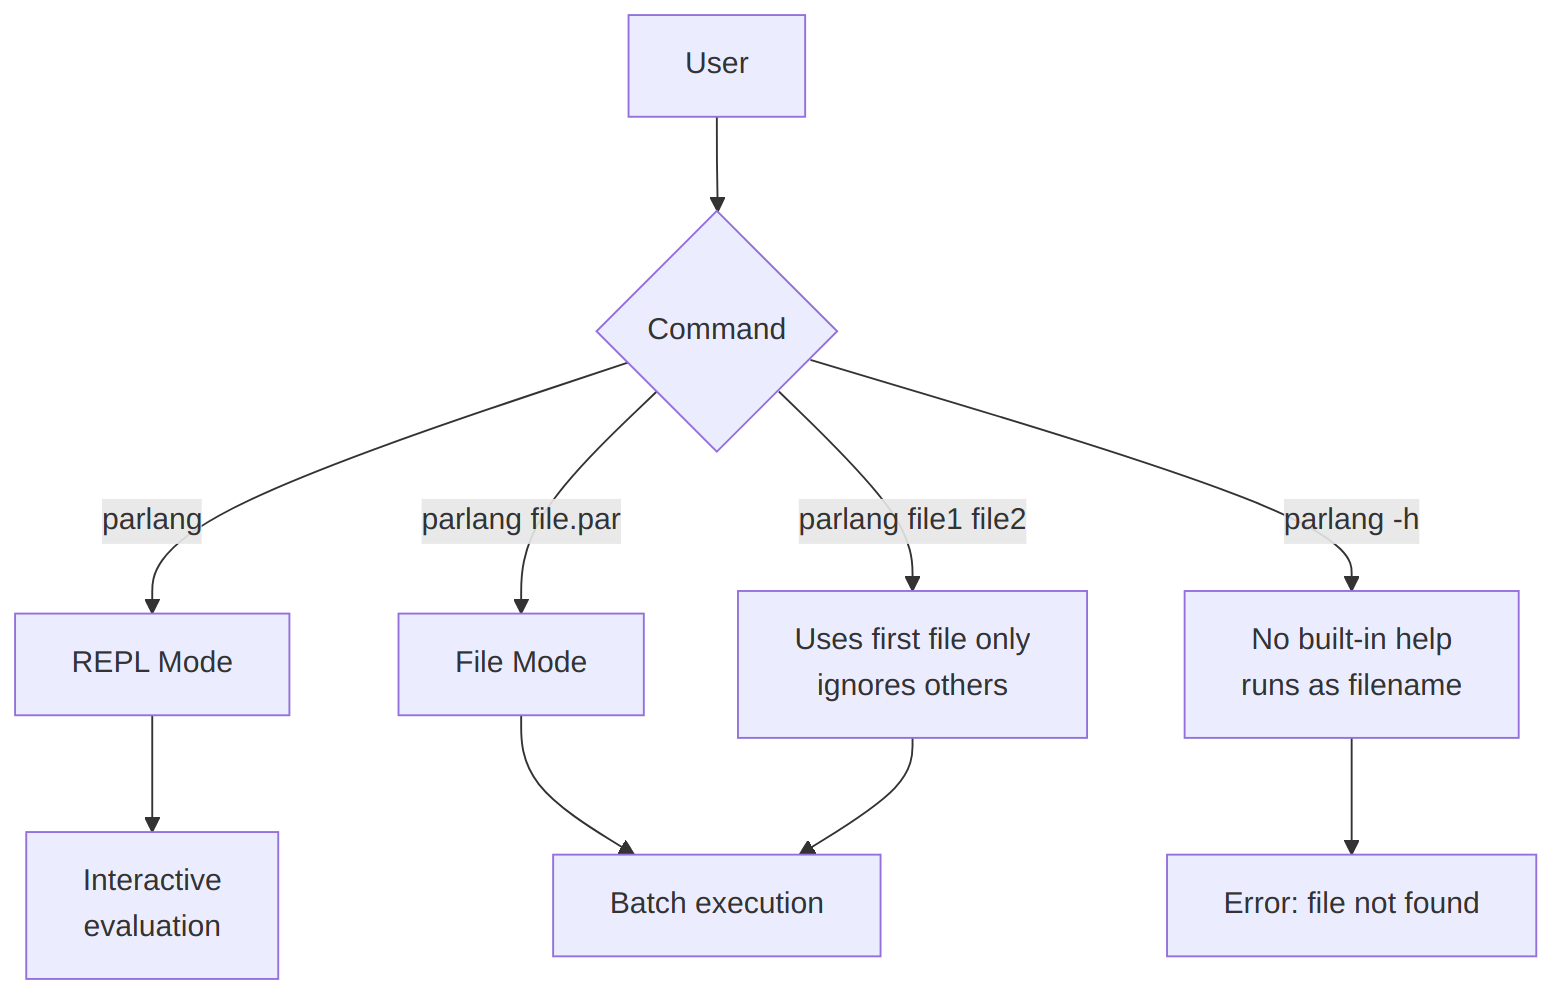 User
Command
parlang
parlang file.par
parlang file1 file2
parlang -h
REPL Mode
File Mode
Uses first file only
ignores others
No built-in help
runs as filename
Interactive
evaluation
Batch execution
Error: file not found